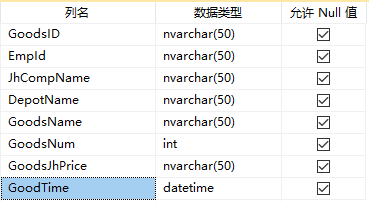 列名 数据类型 允许 Null 值
GoodsID nvarchar(50)
EmpId nvarchar(50)
JhCompName nvarchar(50)
DepotName nvarchar(50)
GoodsName nvarchar(50)
GoodsNum int
GoodsJhPrice nvarchar(50)
GoodTime datetime